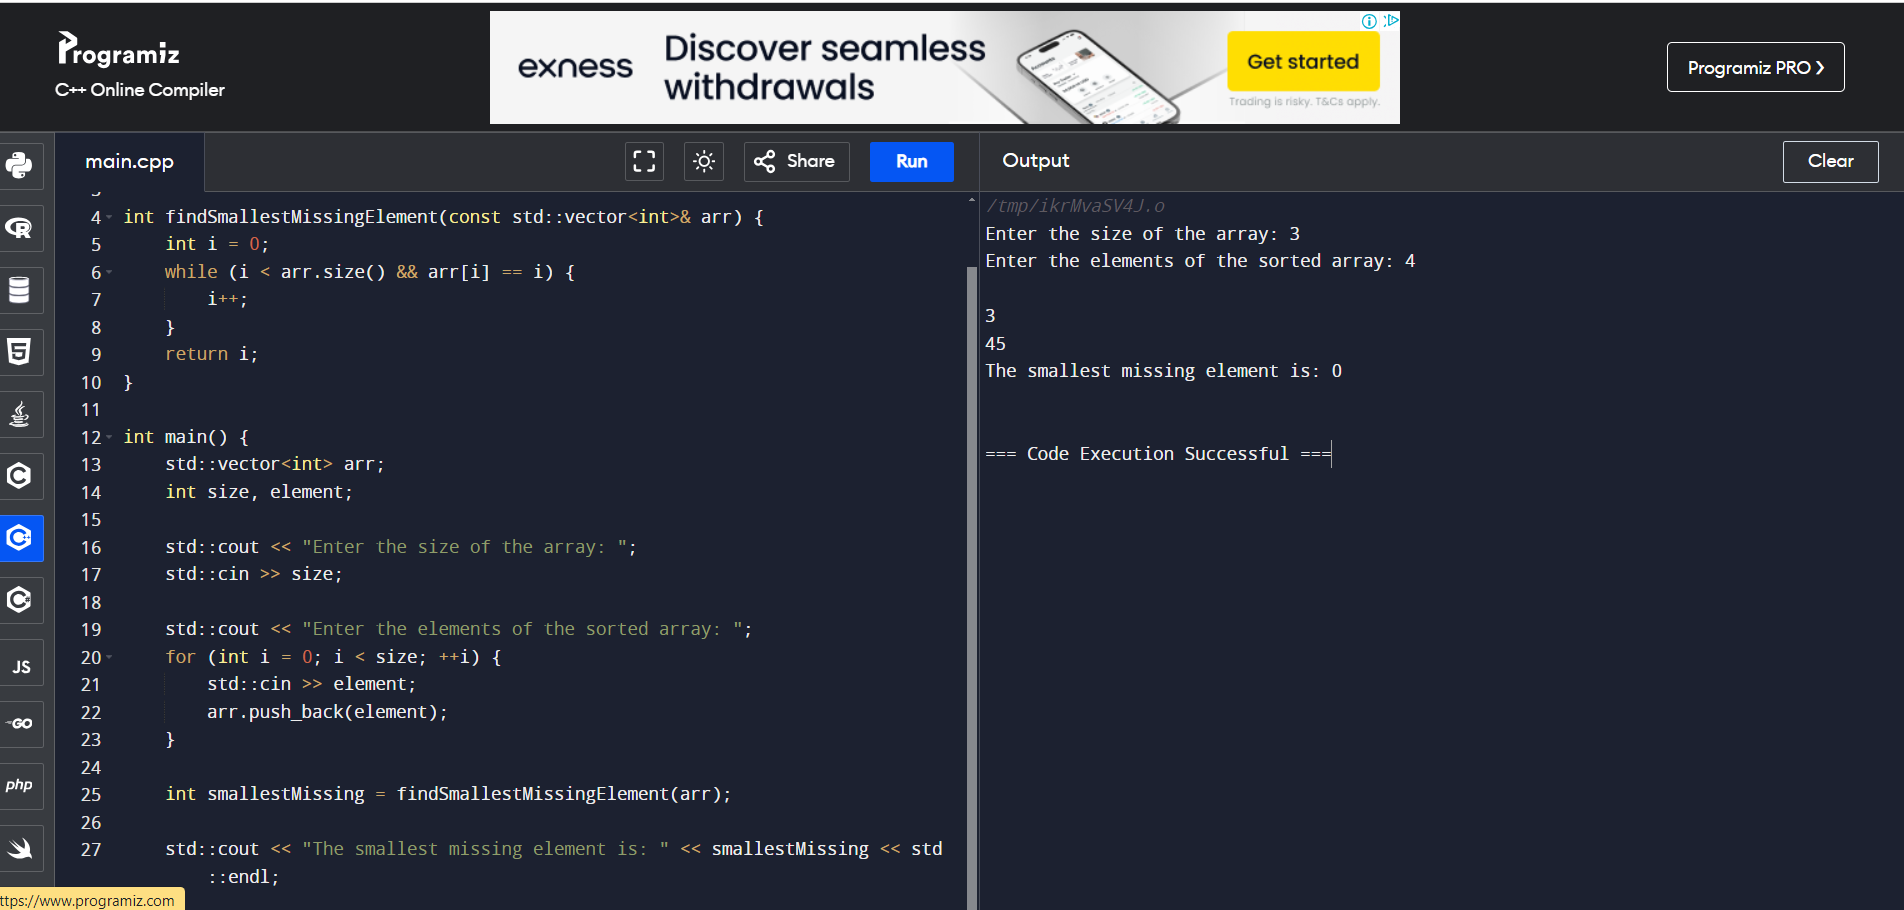 Programiz
C++ Online Compiler
exness
Discover seamless
withdrawals
Get started
Trading is risky. T&Cs apply.
Programiz PRO
main.cpp
Share
Run
Output
Clear
4 int findSmallestMissingElement(const std::vector<int>& arr) {
5     int i = 0;
6     while (i < arr.size() && arr[i] == i) {
7         i++;
8     }
9     return i;
10 }
11
12 int main() {
13     std::vector<int> arr;
14     int size, element;
15
16     std::cout << "Enter the size of the array: ";
17     std::cin >> size;
18
19     std::cout << "Enter the elements of the sorted array: ";
20     for (int i = 0; i < size; ++i) {
21         std::cin >> element;
22         arr.push_back(element);
23     }
24
25     int smallestMissing = findSmallestMissingElement(arr);
26
27     std::cout << "The smallest missing element is: " << smallestMissing << std
::endl;
/tmp/ikrMvaSV4J.o
Enter the size of the array: 3
Enter the elements of the sorted array: 4
3
45
The smallest missing element is: 0
=== Code Execution Successful ===
R
5
C
C++
C#
JS
GO
php
ttps://www.programiz.com